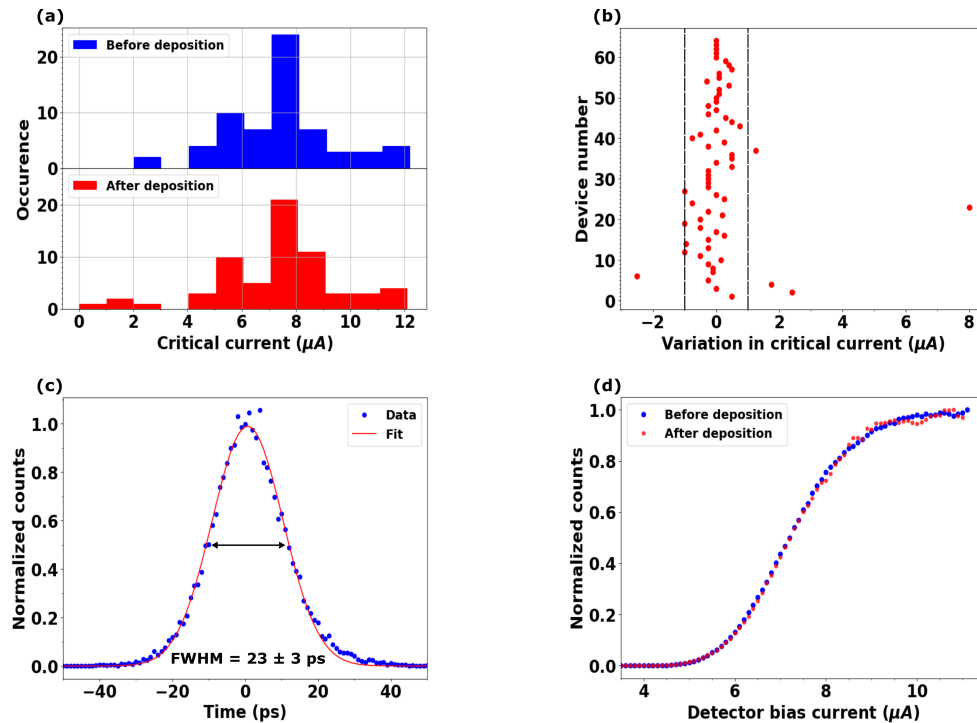 (a)
20
10
0
Before deposition
20
10
0
After deposition
0 2 4 6 8 10 12
Occurence
Critical current (μA)
(b)
60
50
40
30
20
10
0
−2 0 2 4 6 8
Device number
Variation in critical current (μA)
(c)
1.0
0.8
0.6
0.4
0.2
0.0
Data
Fit
FWHM = 23 ± 3 ps
−40 −20 0 20 40
Normalized counts
Time (ps)
(d)
1.0
0.8
0.6
0.4
0.2
0.0
Before deposition
After deposition
4 6 8 10
Normalized counts
Detector bias current (μA)